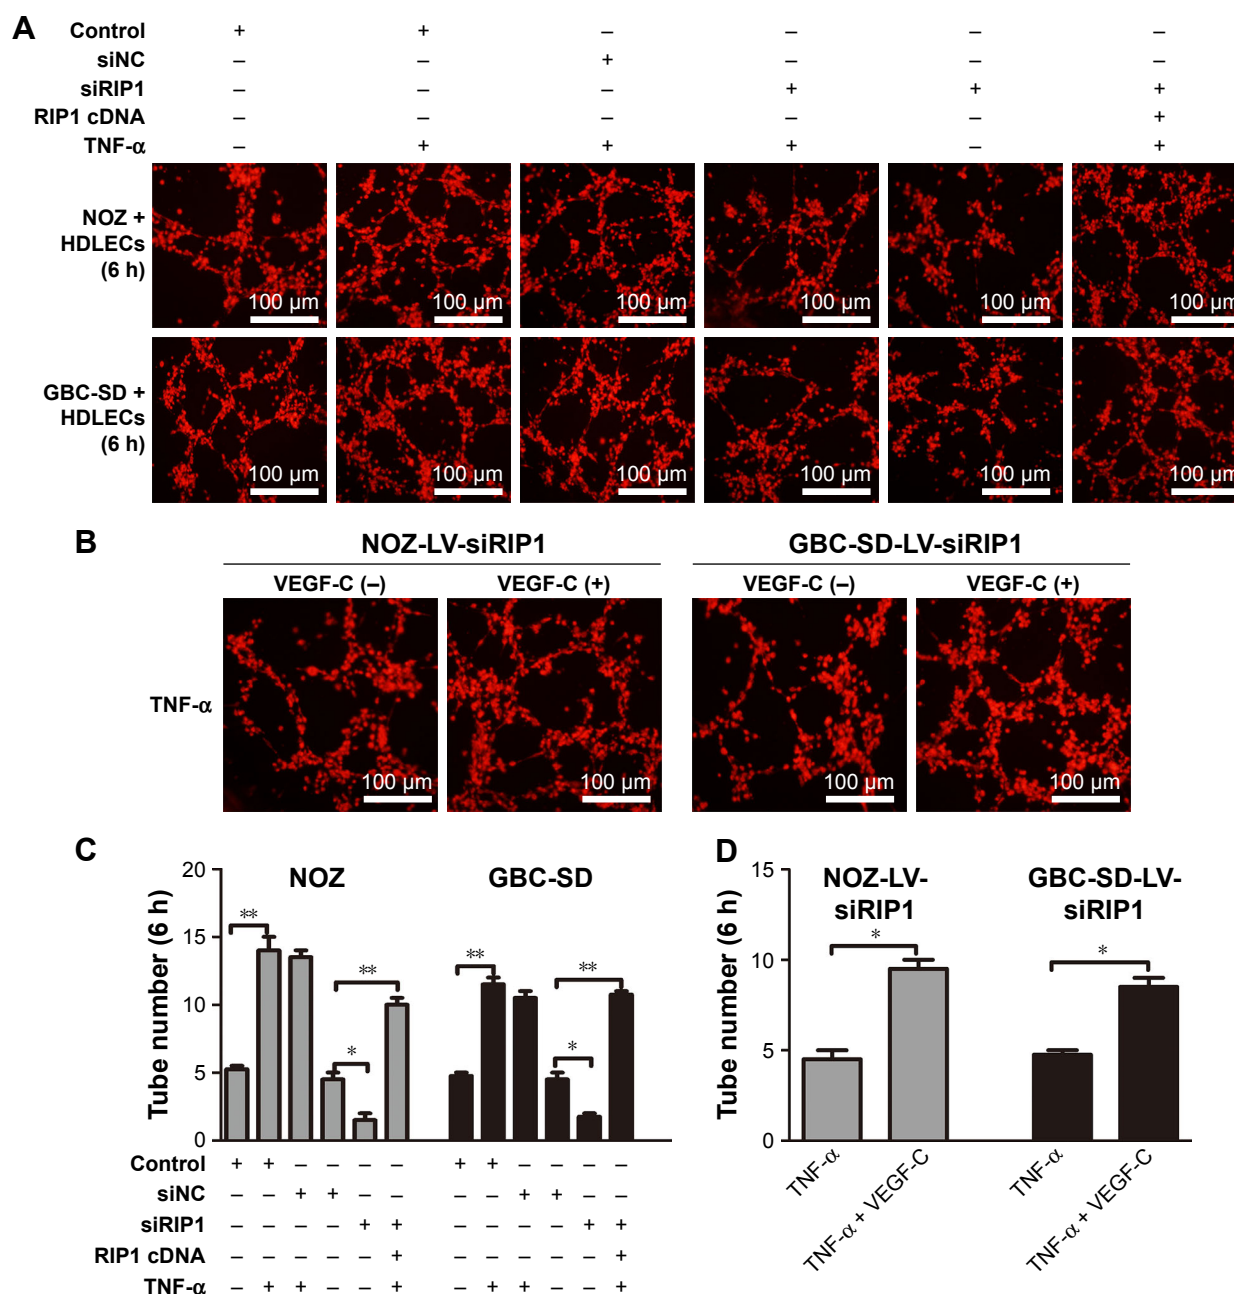 A
Control + + – – – –
siNC – – + – – –
siRIP1 – – – + + +
RIP1 cDNA – – – – – +
TNF-α – + + + – +
NOZ +
HDLECs
(6 h)
100 µm 100 µm 100 µm 100 µm 100 µm 100 µm
GBC-SD +
HDLECs
(6 h)
100 µm 100 µm 100 µm 100 µm 100 µm 100 µm
B
NOZ-LV-siRIP1 GBC-SD-LV-siRIP1
VEGF-C (–) VEGF-C (+) VEGF-C (–) VEGF-C (+)
TNF-α
100 µm 100 µm 100 µm 100 µm
C
NOZ GBC-SD
Tube number (6 h)
20
15
10
5
0
** ** * ** ** *
Control + + – – – – + + – – – –
siNC – – + + – – – – + + – –
siRIP1 – – – – + + – – – – + +
RIP1 cDNA – – – – – + – – – – – +
TNF-α – + + – – + – + + – – +
D
NOZ-LV-
siRIP1
GBC-SD-LV-
siRIP1
Tube number (6 h)
15
10
5
0
* *
TNF-α
TNF-α + VEGF-C
TNF-α
TNF-α + VEGF-C